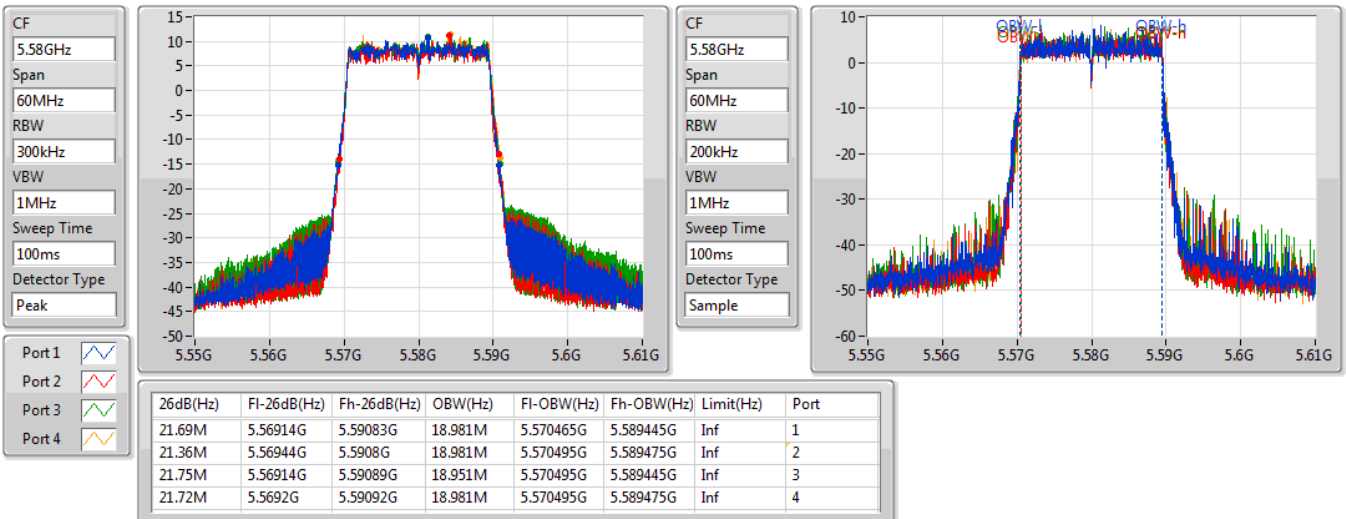 CF
5.58GHz
Span
60MHz
RBW
300kHz
VBW
1MHz
Sweep Time
100ms
Detector Type
Peak
15
10
5
0
-5
-10
-15
-20
-25
-30
-35
-40
-45
-50
5.55G 5.56G 5.57G 5.58G 5.59G 5.6G 5.61G
CF
5.58GHz
Span
60MHz
RBW
200kHz
VBW
1MHz
Sweep Time
100ms
Detector Type
Sample
10
0
-10
-20
-30
-40
-50
-60
OBW-l OBW-h
5.55G 5.56G 5.57G 5.58G 5.59G 5.6G 5.61G
Port 1
Port 2
Port 3
Port 4
26dB(Hz) Fl-26dB(Hz) Fh-26dB(Hz) OBW(Hz) Fl-OBW(Hz) Fh-OBW(Hz) Limit(Hz) Port
21.69M 5.56914G 5.59083G 18.981M 5.570465G 5.589445G Inf 1
21.36M 5.56944G 5.5908G 18.981M 5.570495G 5.589475G Inf 2
21.75M 5.56914G 5.59089G 18.951M 5.570495G 5.589445G Inf 3
21.72M 5.5692G 5.59092G 18.981M 5.570495G 5.589475G Inf 4